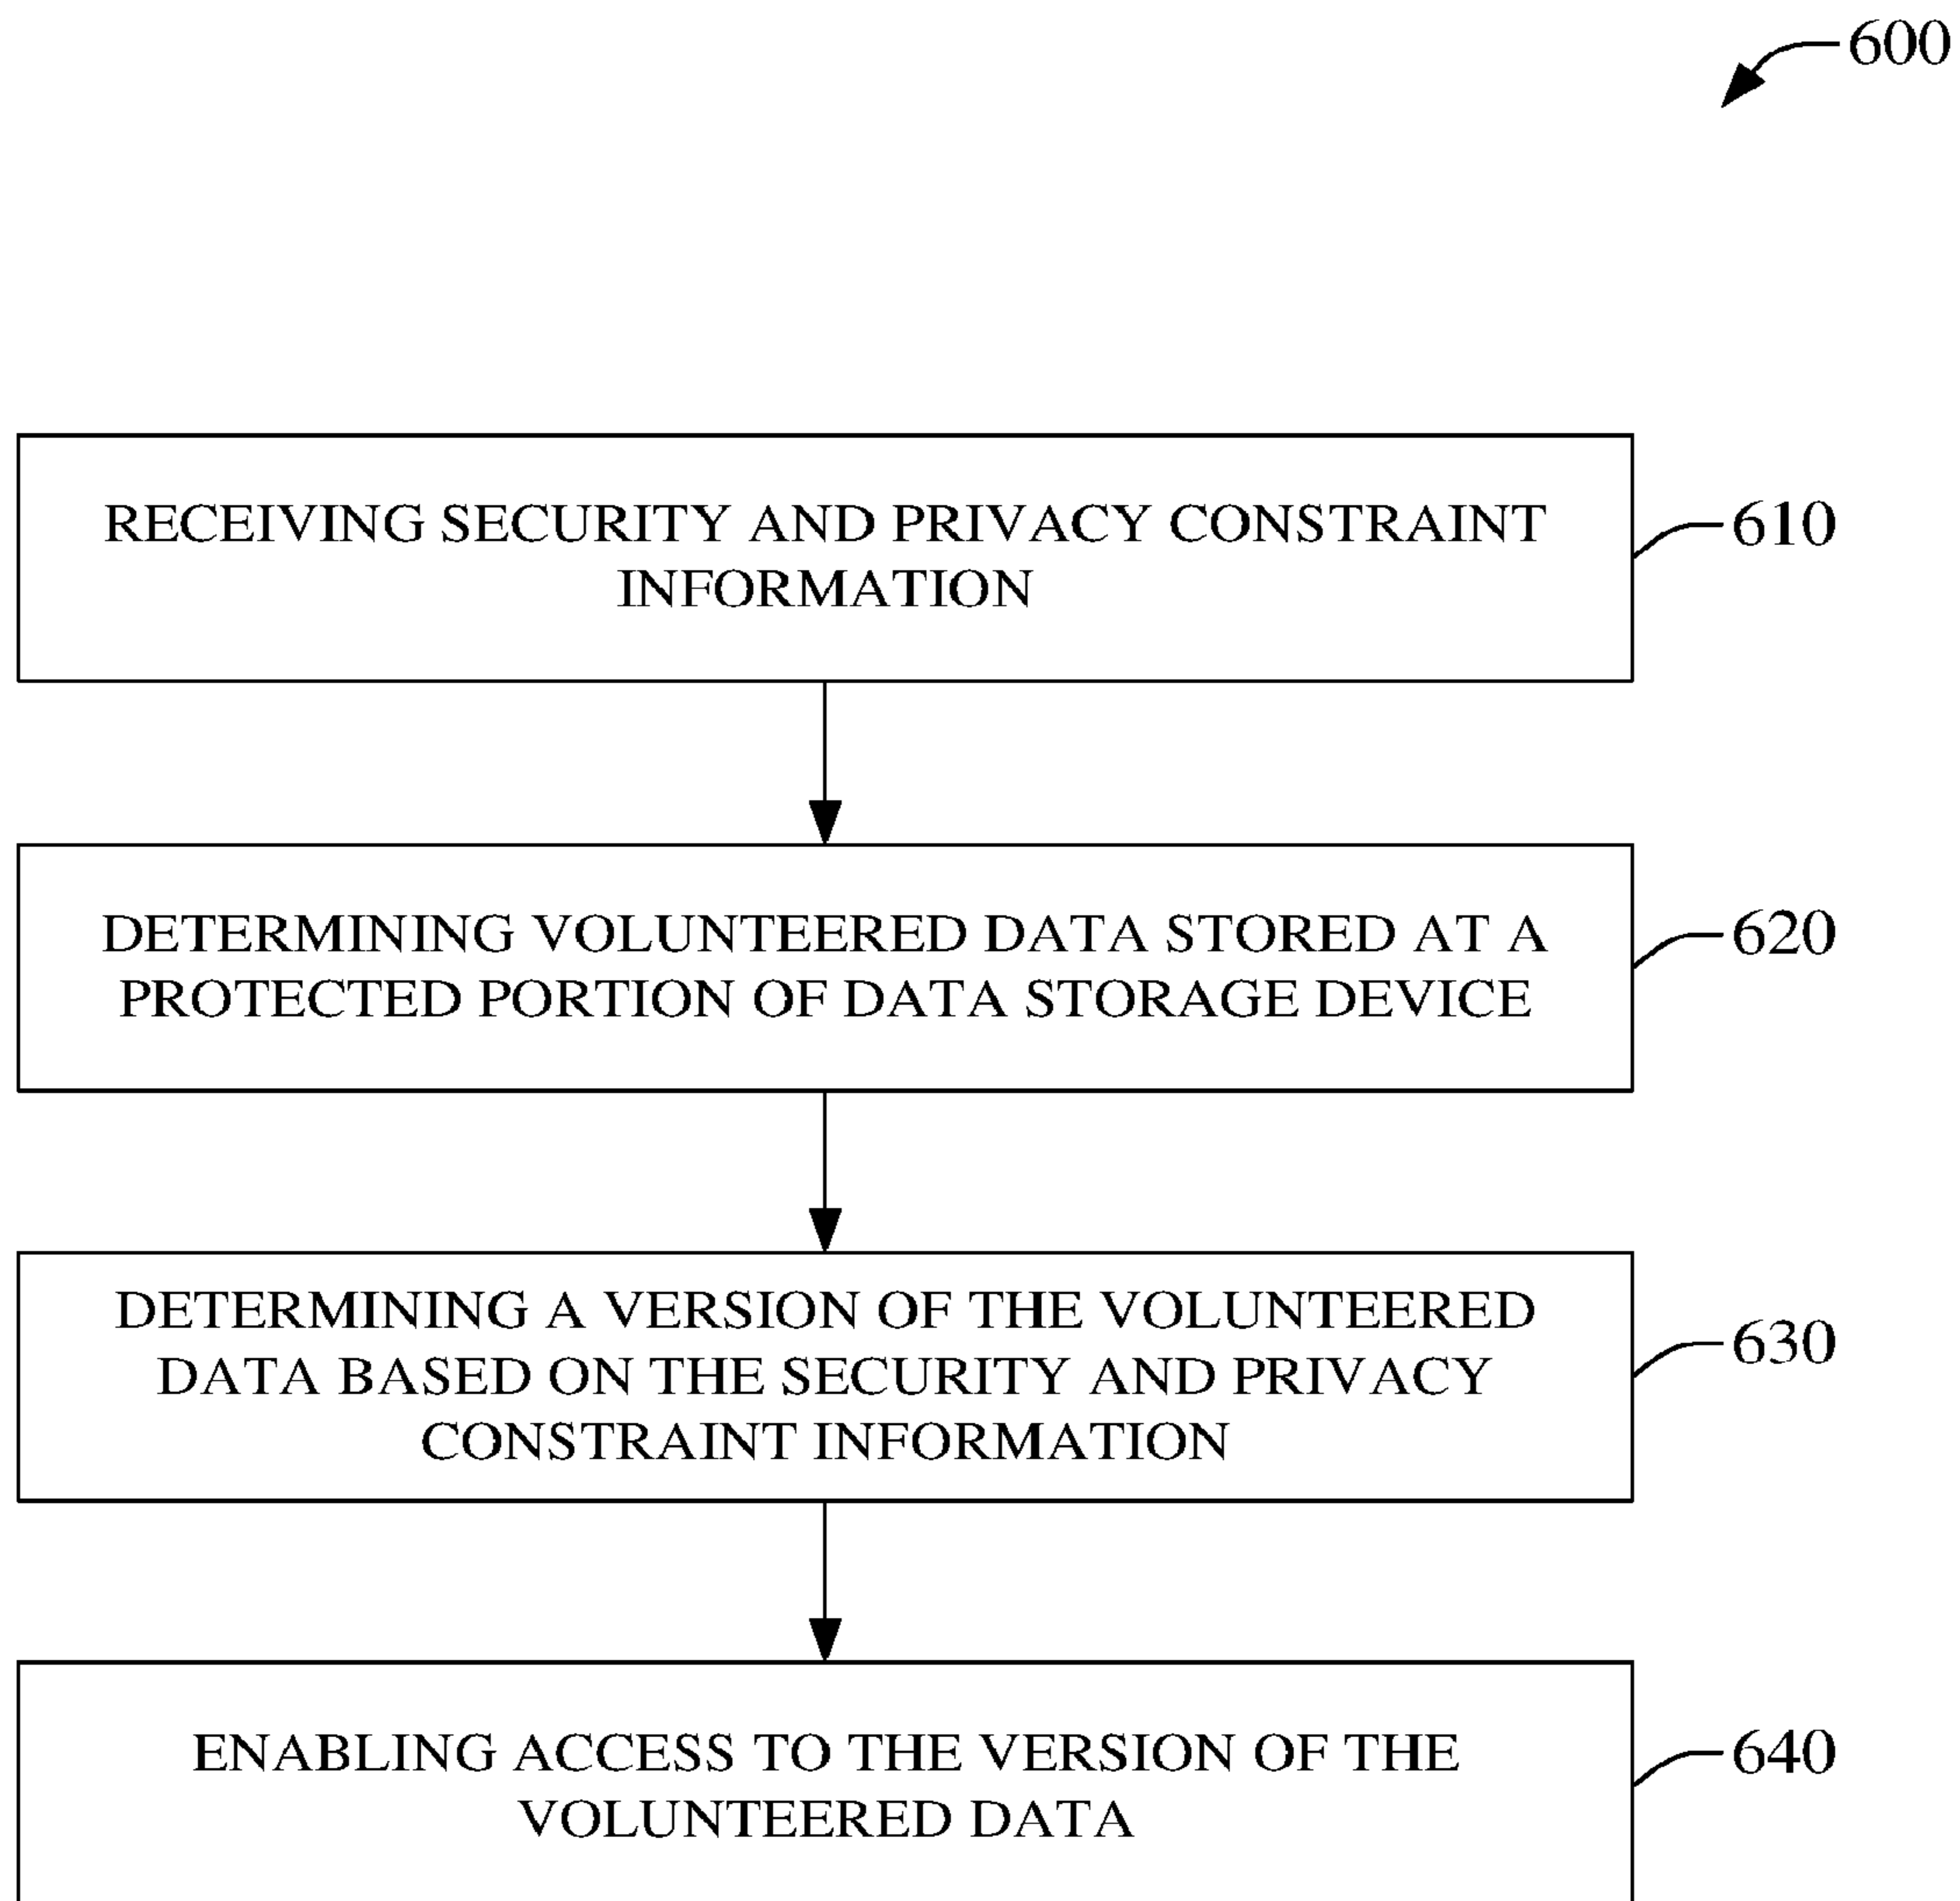 600
RECEIVING SECURITY AND PRIVACY CONSTRAINT
INFORMATION
610
DETERMINING VOLUNTEERED DATA STORED AT A
PROTECTED PORTION OF DATA STORAGE DEVICE
620
DETERMINING A VERSION OF THE VOLUNTEERED
DATA BASED ON THE SECURITY AND PRIVACY
CONSTRAINT INFORMATION
630
ENABLING ACCESS TO THE VERSION OF THE
VOLUNTEERED DATA
640